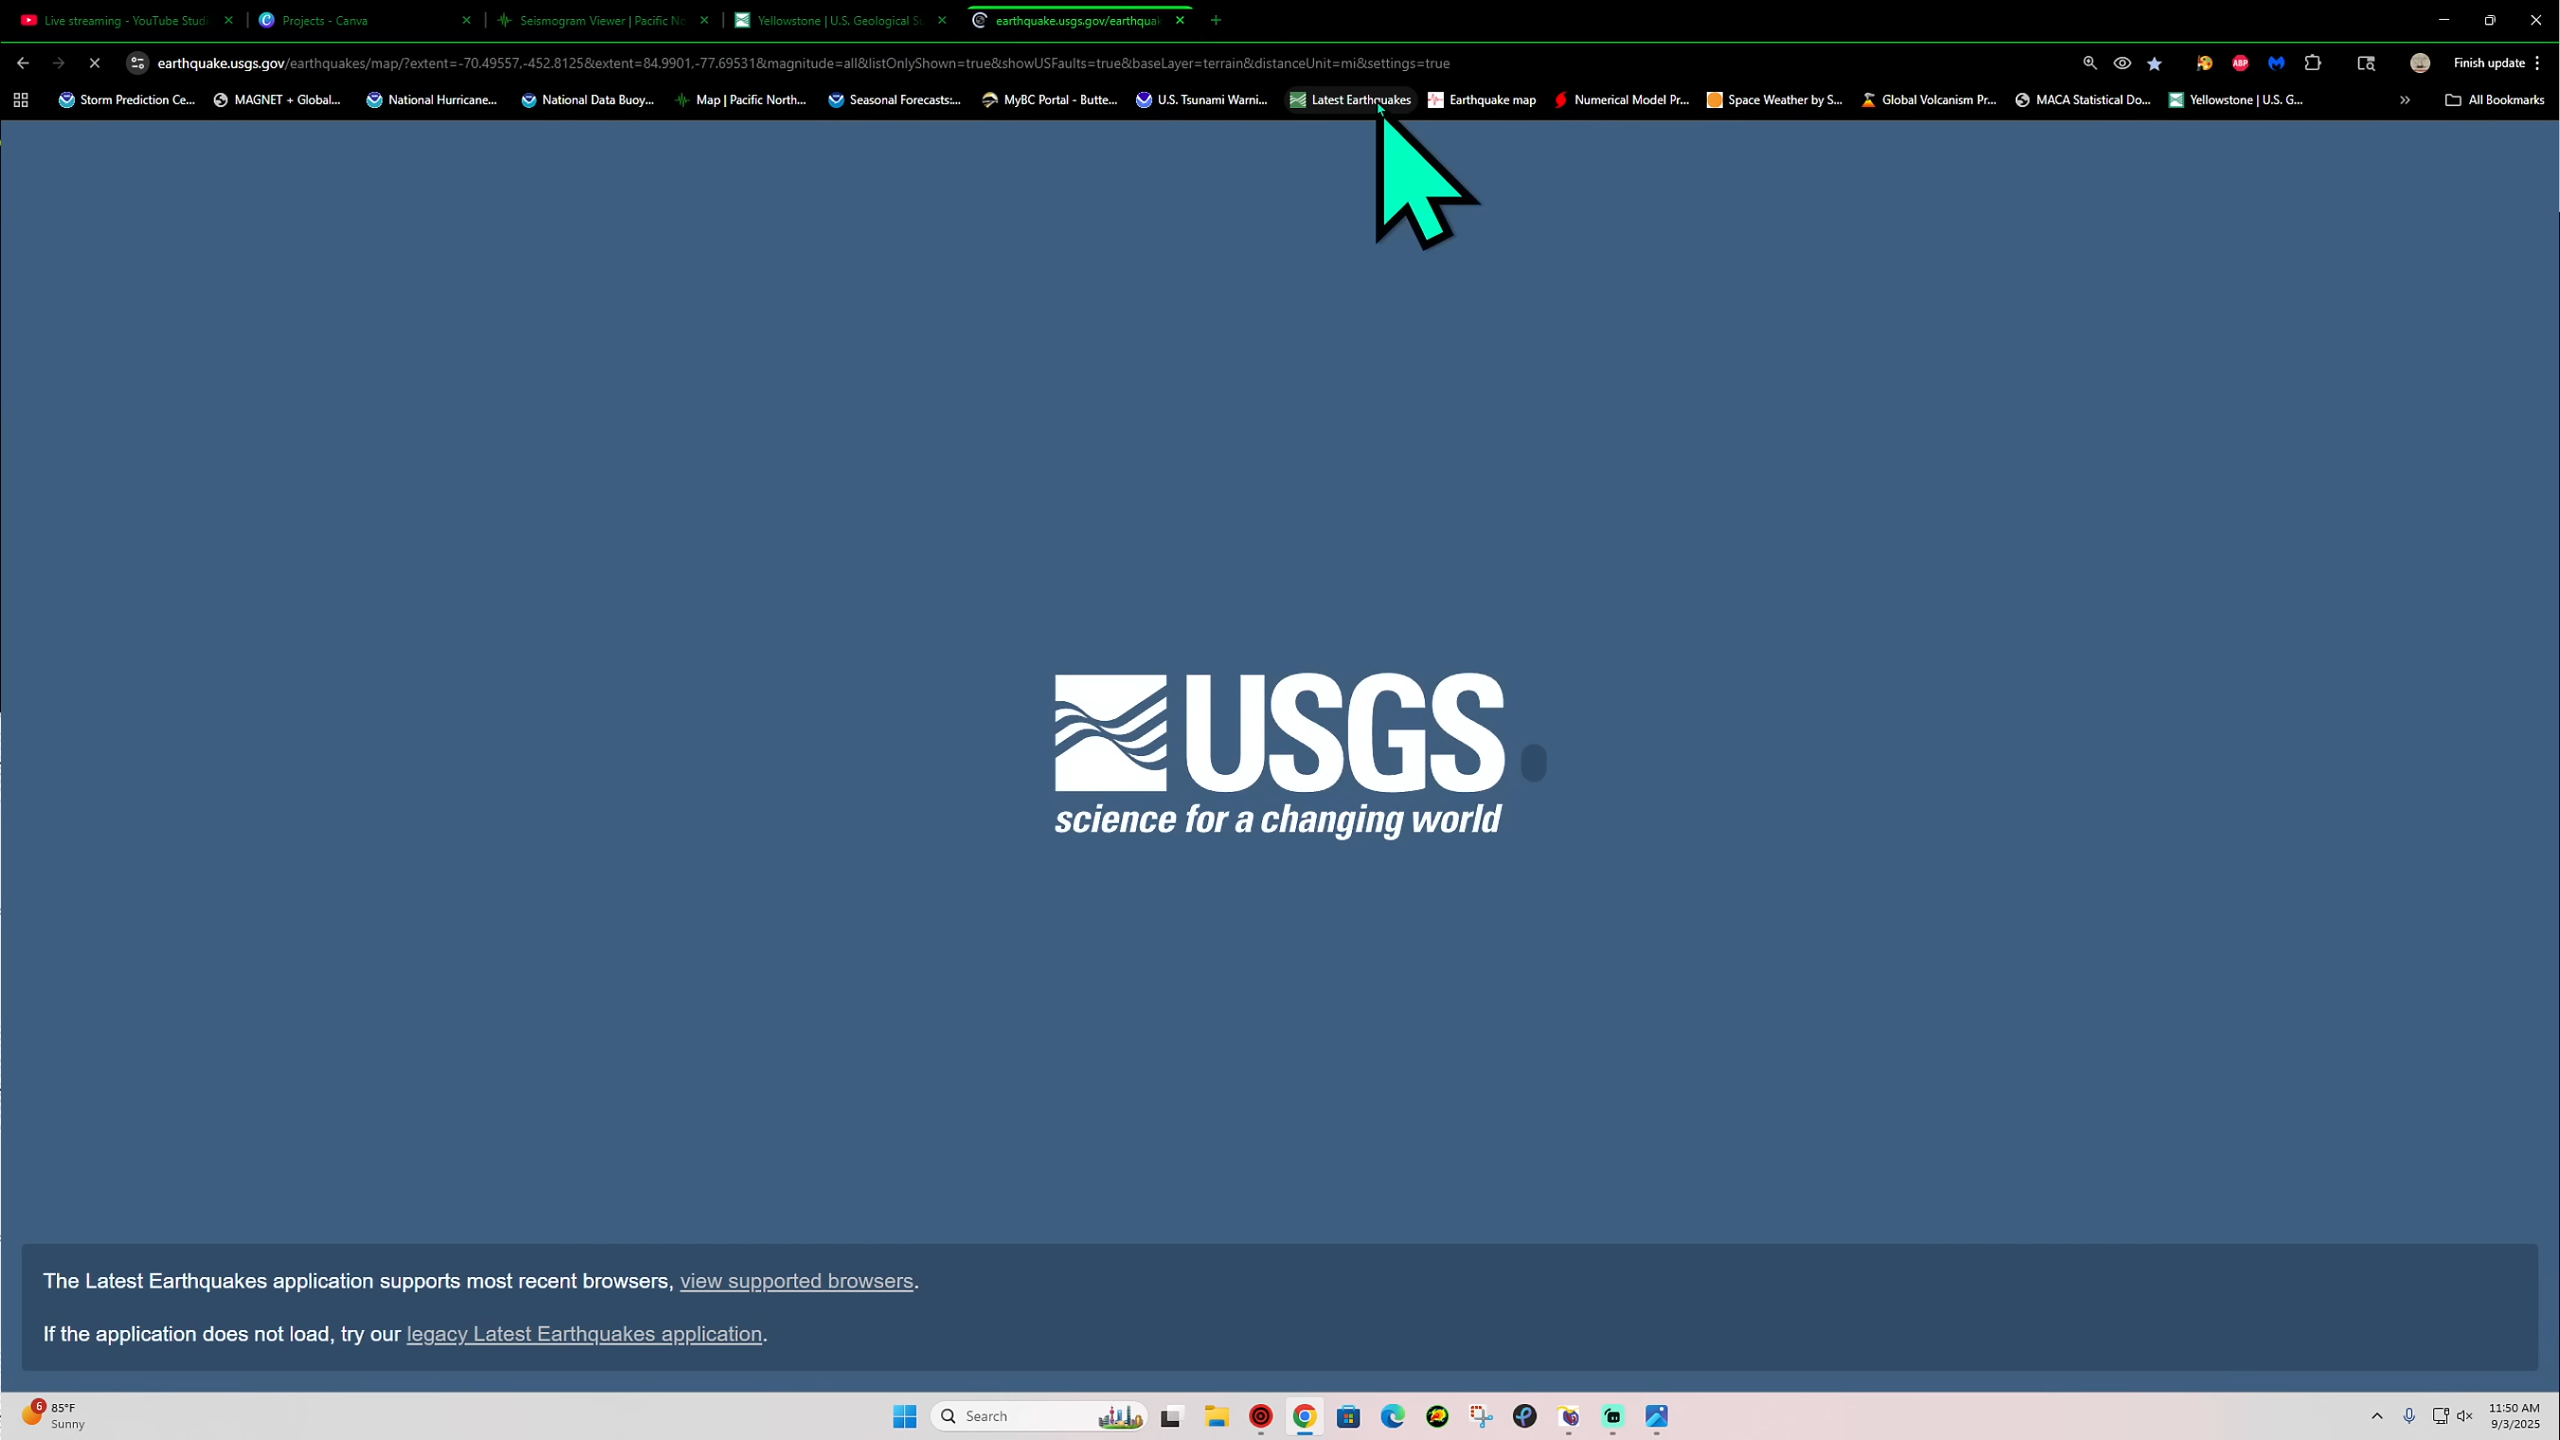 Live streaming - YouTube Studi
Projects - Canva
Seismogram Viewer | Pacific No
Yellowstone | U.S. Geological Su
earthquake.usgs.gov/earthquak
earthquake.usgs.gov/earthquakes/map/?extent=-70.49557,-452.8125&extent=84.9901,-77.69531&magnitude=all&listOnlyShown=true&showUSFaults=true&baseLayer=terrain&distanceUnit=mi&settings=true
ABP
Finish update
Storm Prediction Ce...
MAGNET + Global...
National Hurricane...
National Data Buoy...
Map | Pacific North...
Seasonal Forecasts:...
MyBC Portal - Butte...
U.S. Tsunami Warni...
Latest Earthquakes
Earthquake map
Numerical Model Pr...
Space Weather by S...
Global Volcanism Pr...
MACA Statistical Do...
Yellowstone | U.S. G...
All Bookmarks
USGS
science for a changing world
The Latest Earthquakes application supports most recent browsers, view supported browsers.
If the application does not load, try our legacy Latest Earthquakes application.
6
85°F
Sunny
Search
11:50 AM
9/3/2025